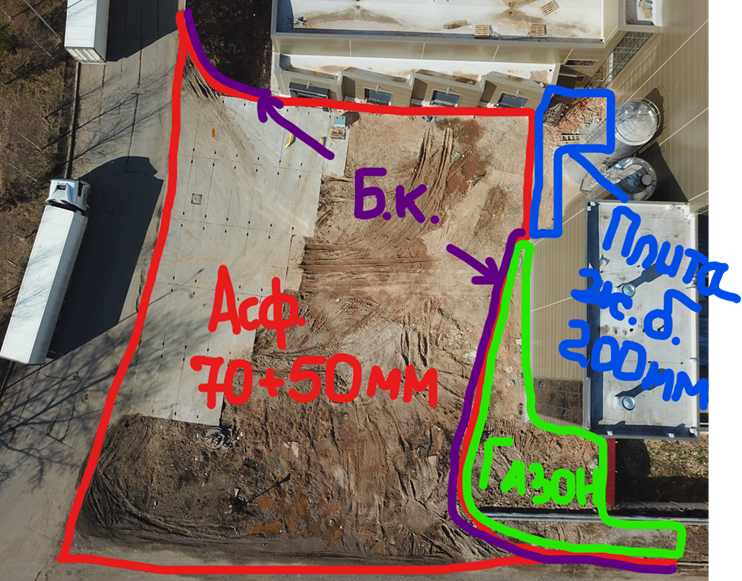 Б.к.
Асф.
70+50мм
Плита
ж.б.
200мм
Газон